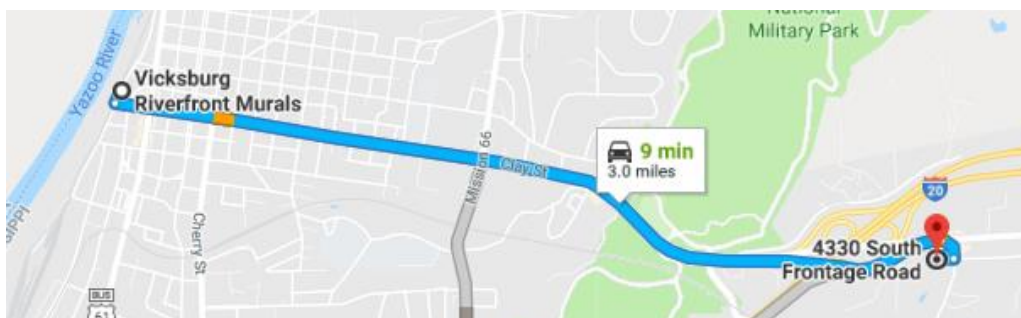 National
Military Park
Yazoo River
Vicksburg
Riverfront Murals
Mission 66
Clay St
9 min
3.0 miles
20
Cherry St
4330 South
Frontage Road
BUS
61